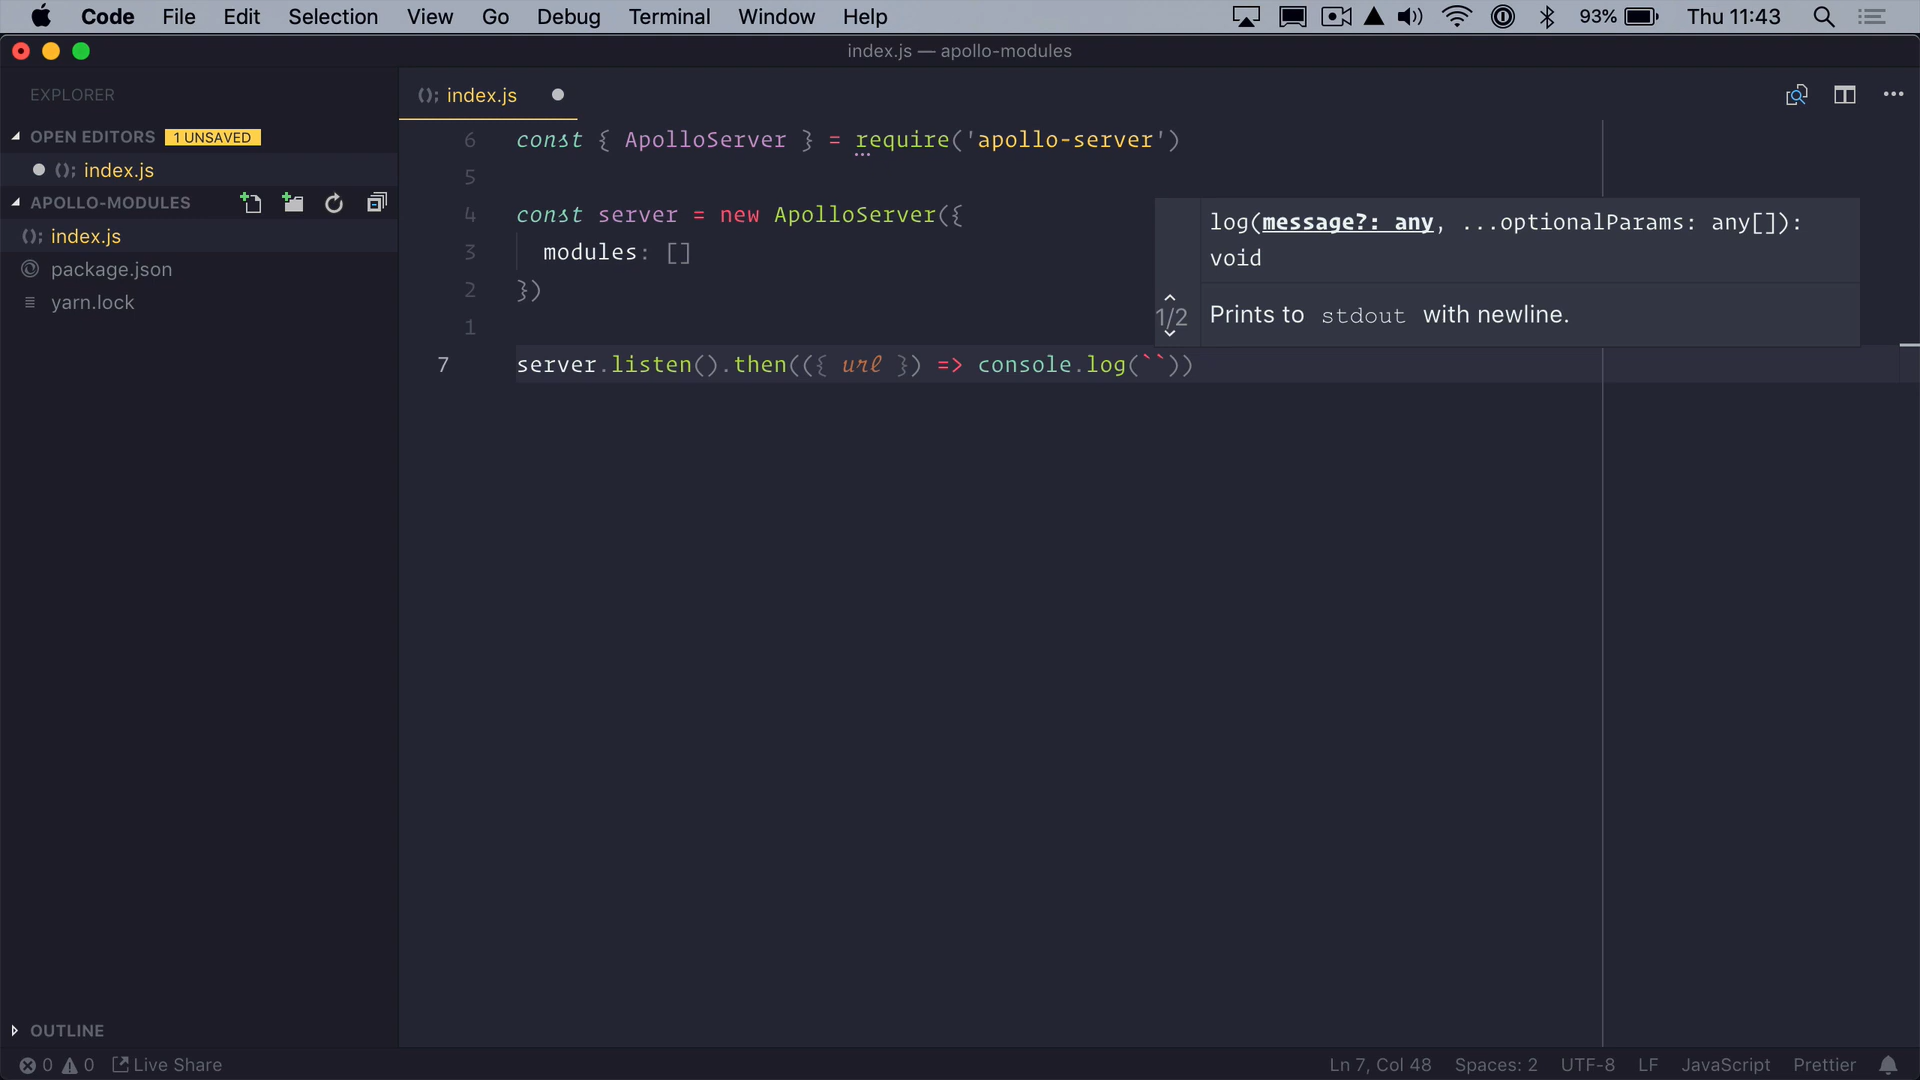 Code File Edit Selection View Go Debug Terminal Window Help 93% Thu 11:43
index.js — apollo-modules
EXPLORER
OPEN EDITORS 1 UNSAVED
(); index.js
APOLLO-MODULES
(); index.js
package.json
yarn.lock
OUTLINE
(); index.js
6 const { ApolloServer } = require('apollo-server')
5
4 const server = new ApolloServer({
3 modules: []
2 })
1
7 server.listen().then(({ url }) => console.log(``))
log(message?: any, ...optionalParams: any[]):
void
1/2
Prints to stdout with newline.
0 0 Live Share Ln 7, Col 48 Spaces: 2 UTF-8 LF JavaScript Prettier